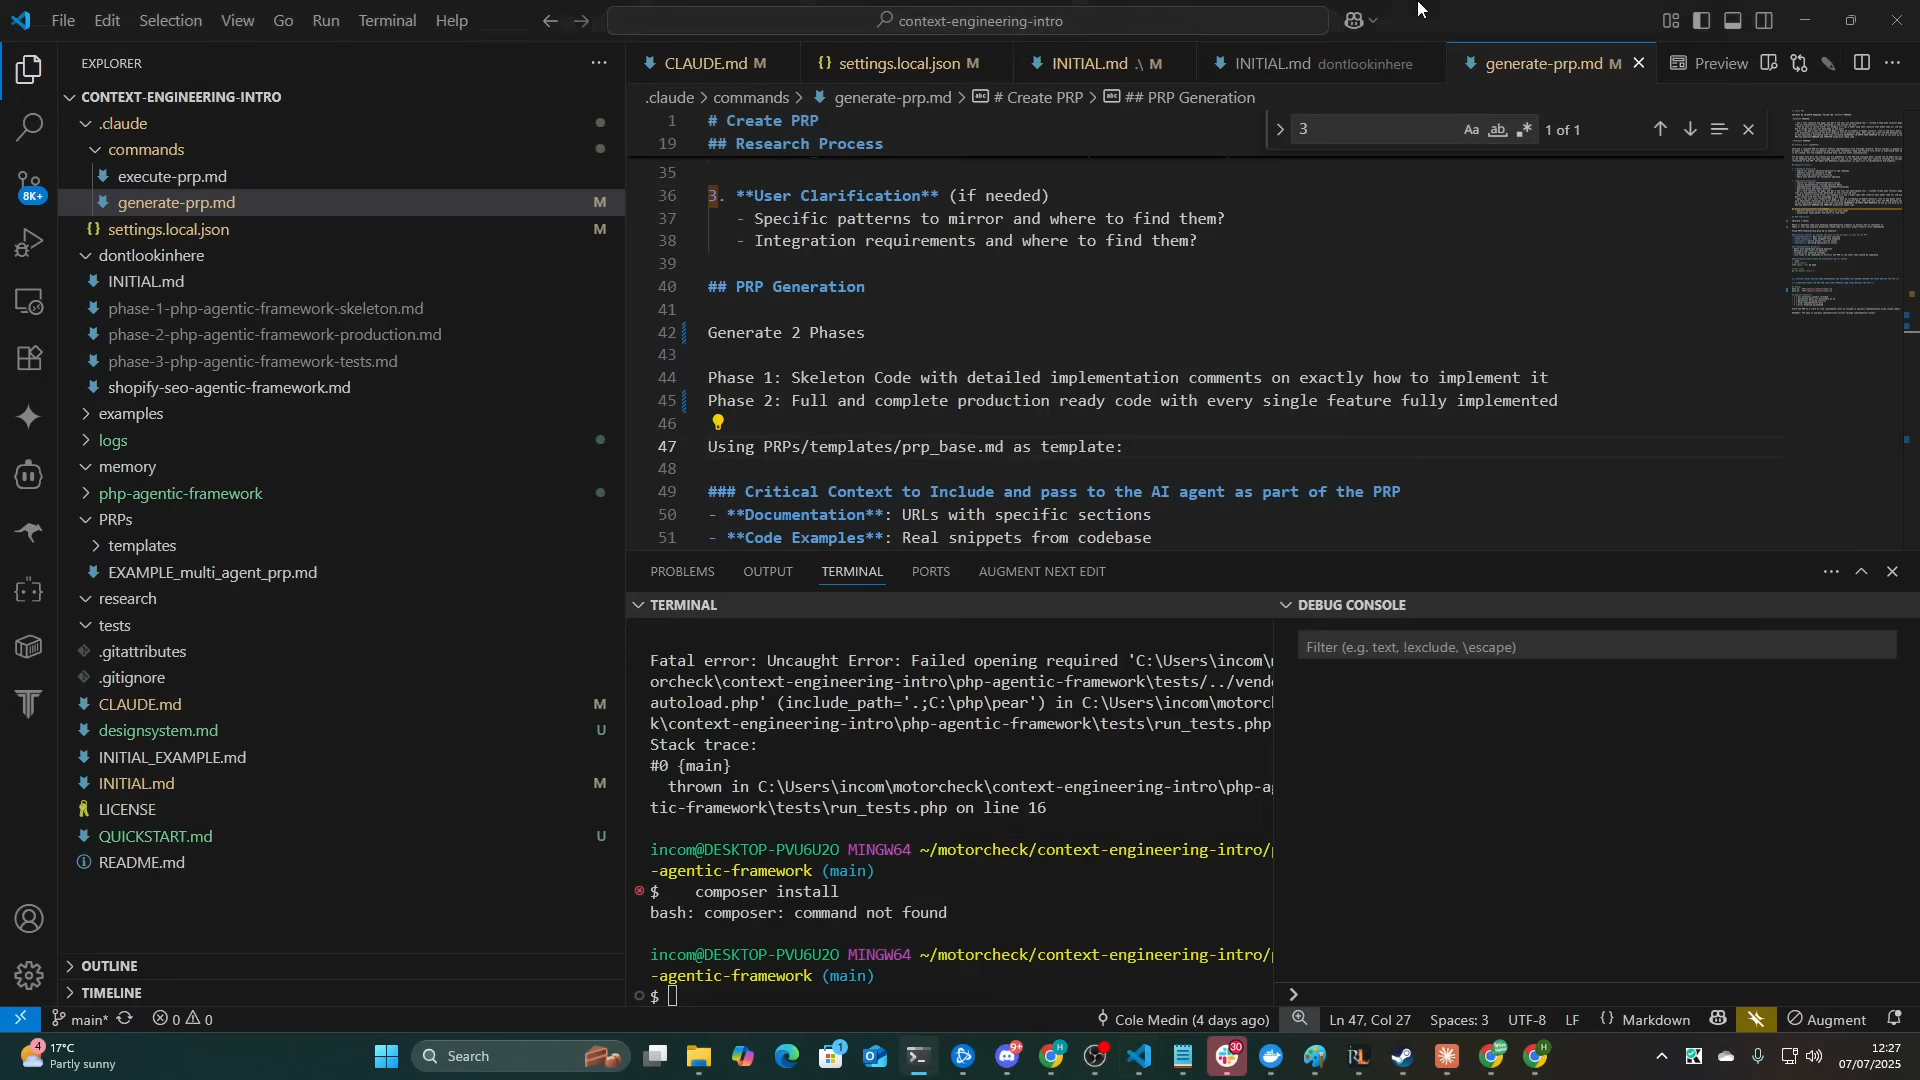 File Edit Selection View Go Run Terminal Help
context-engineering-intro
EXPLORER
CONTEXT-ENGINEERING-INTRO
.claude
commands
execute-prp.md
generate-prp.md M
settings.local.json M
dontlookinhere
INITIAL.md
phase-1-php-agentic-framework-skeleton.md
phase-2-php-agentic-framework-production.md
phase-3-php-agentic-framework-tests.md
shopify-seo-agentic-framework.md
examples
logs
memory
php-agentic-framework
PRPs
templates
EXAMPLE_multi_agent_prp.md
research
tests
.gitattributes
.gitignore
CLAUDE.md M
designsystem.md U
INITIAL_EXAMPLE.md
INITIAL.md M
LICENSE
QUICKSTART.md U
README.md
OUTLINE
TIMELINE
8K+
CLAUDE.md M
settings.local.json M
INITIAL.md .\ M
INITIAL.md dontlookinhere
generate-prp.md M
Preview
.claude > commands > generate-prp.md > # Create PRP > ## PRP Generation
3
Aa ab 1 of 1
1 # Create PRP
19 ## Research Process
35
36 3. **User Clarification** (if needed)
37 - Specific patterns to mirror and where to find them?
38 - Integration requirements and where to find them?
39
40 ## PRP Generation
41
42 Generate 2 Phases
43
44 Phase 1: Skeleton Code with detailed implementation comments on exactly how to implement it
45 Phase 2: Full and complete production ready code with every single feature fully implemented
46
47 Using PRPs/templates/prp_base.md as template:
48
49 ### Critical Context to Include and pass to the AI agent as part of the PRP
50 - **Documentation**: URLs with specific sections
51 - **Code Examples**: Real snippets from codebase
PROBLEMS OUTPUT TERMINAL PORTS AUGMENT NEXT EDIT
TERMINAL
Fatal error: Uncaught Error: Failed opening required 'C:\Users\incom\m
orcheck\context-engineering-intro\php-agentic-framework\tests/../vend
autoload.php' (include_path='.;C:\php\pear') in C:\Users\incom\motorc
k\context-engineering-intro\php-agentic-framework\tests\run_tests.php
Stack trace:
#0 {main}
thrown in C:\Users\incom\motorcheck\context-engineering-intro\php-ag
tic-framework\tests\run_tests.php on line 16
incom@DESKTOP-PVU6U2O MINGW64 ~/motorcheck/context-engineering-intro/p
-agentic-framework (main)
$ composer install
bash: composer: command not found
incom@DESKTOP-PVU6U2O MINGW64 ~/motorcheck/context-engineering-intro/p
-agentic-framework (main)
$
DEBUG CONSOLE
Filter (e.g. text, !exclude, \escape)
main* 0 0 Cole Medin (4 days ago) Ln 47, Col 27 Spaces: 3 UTF-8 LF Markdown Augment
4 17°C
Partly sunny
Search
1
9+
30
12:27
07/07/2025